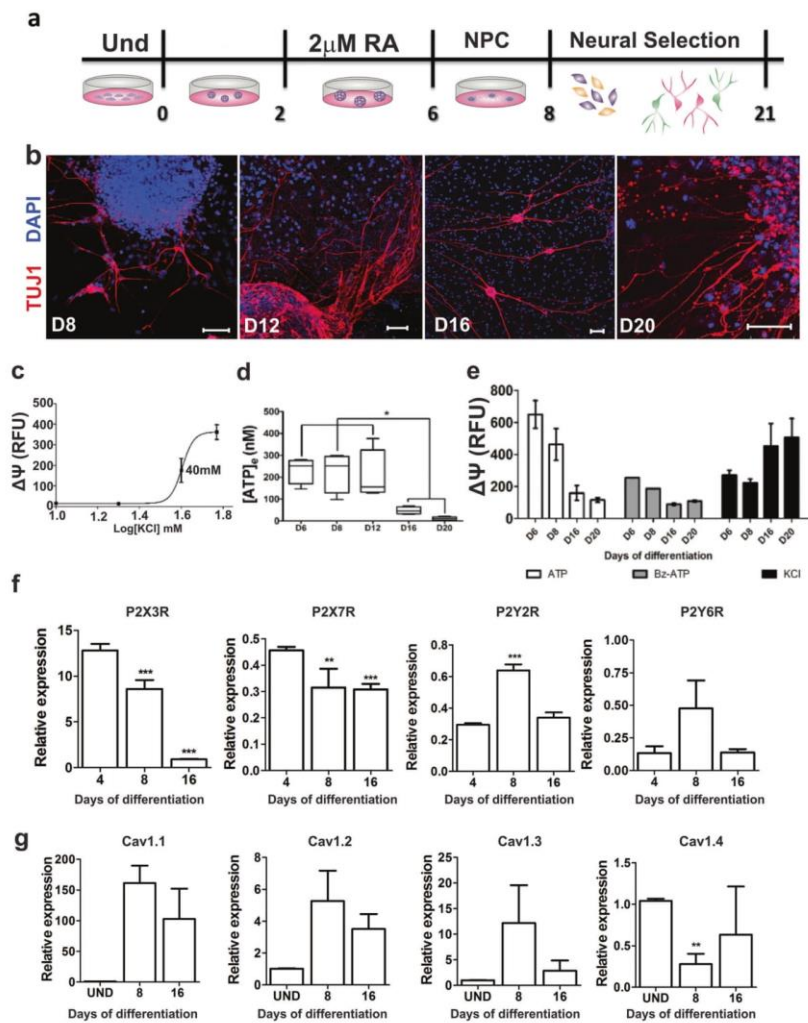 a
Und 2µM RA NPC Neural Selection
0 2 6 8 21
b
TUJ1 DAPI
D8 D12 D16 D20
c
ΔΨ (RFU)
500
400
300
200
100
0
40mM
1.0 1.2 1.4 1.6 1.8
Log[KCl] mM
d
[ATP]e (nM)
500
400
300
200
100
0
*
D6 D8 D12 D16 D20
e
ΔΨ (RFU)
800
600
400
200
0
D6 D8 D16 D20 D6 D8 D16 D20 D6 D8 D16 D20
Days of differentiation
ATP Bz-ATP KCl
f
P2X3R
Relative expression
15
10
5
0
*** ***
4 8 16
Days of differentiation
P2X7R
Relative expression
0.5
0.4
0.3
0.2
0.1
0.0
** ***
4 8 16
Days of differentiation
P2Y2R
Relative expression
0.8
0.6
0.4
0.2
0.0
***
4 8 16
Days of differentiation
P2Y6R
Relative expression
1.00
0.75
0.50
0.25
0.00
4 8 16
Days of differentiation
g
Cav1.1
Relative expression
200
150
100
50
0
UND 8 16
Days of differentiation
Cav1.2
Relative expression
8
6
4
2
0
UND 8 16
Days of differentiation
Cav1.3
Relative expression
25
20
15
10
5
0
UND 8 16
Days of differentiation
Cav1.4
Relative expression
1.5
1.0
0.5
0.0
**
UND 8 16
Days of differentiation